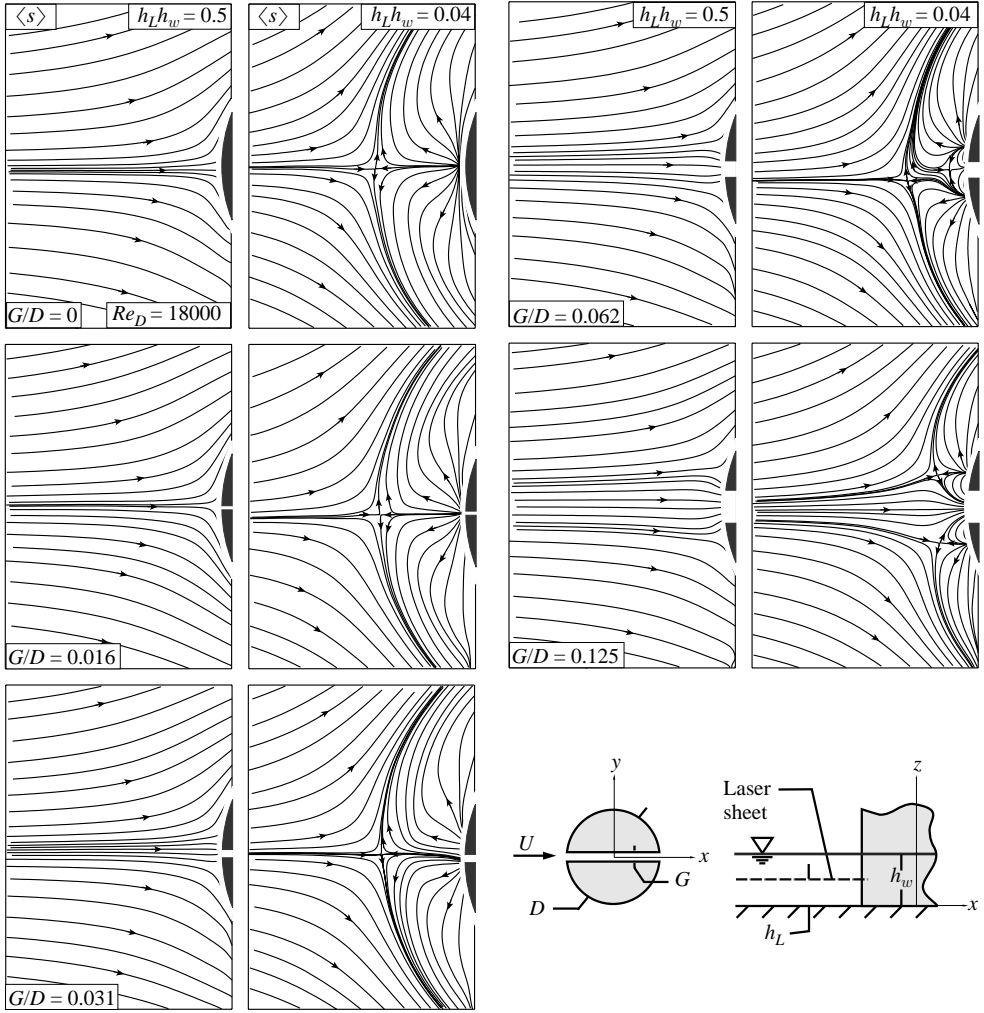 ⟨s⟩ h_L h_w = 0.5
⟨s⟩ h_L h_w = 0.04
G/D = 0 Re_D = 18000
h_L h_w = 0.5
h_L h_w = 0.04
G/D = 0.062
G/D = 0.016
G/D = 0.125
G/D = 0.031
y
U
x
G
D
z
Laser
sheet
h_w
x
h_L